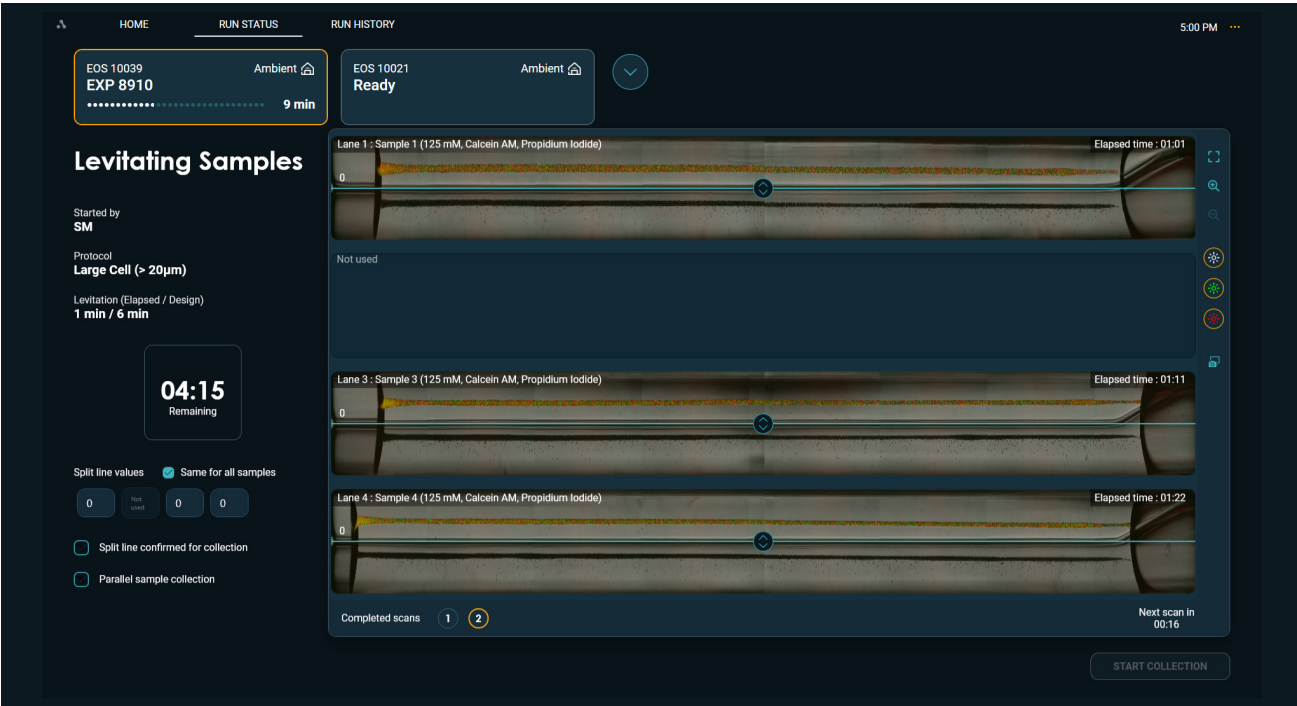 HOME RUN STATUS RUN HISTORY 5:00 PM
EOS 10039 Ambient
EXP 8910
9 min
EOS 10021 Ambient
Ready
Levitating Samples
Started by
SM
Protocol
Large Cell (> 20μm)
Levitation (Elapsed / Design)
1 min / 6 min
04:15
Remaining
Split line values Same for all samples
0 Not used 0 0
Split line confirmed for collection
Parallel sample collection
Lane 1 : Sample 1 (125 mM, Calcein AM, Propidium Iodide) Elapsed time : 01:01
0
Not used
Lane 3 : Sample 3 (125 mM, Calcein AM, Propidium Iodide) Elapsed time : 01:11
0
Lane 4 : Sample 4 (125 mM, Calcein AM, Propidium Iodide) Elapsed time : 01:22
0
Completed scans 1 2
Next scan in
00:16
START COLLECTION